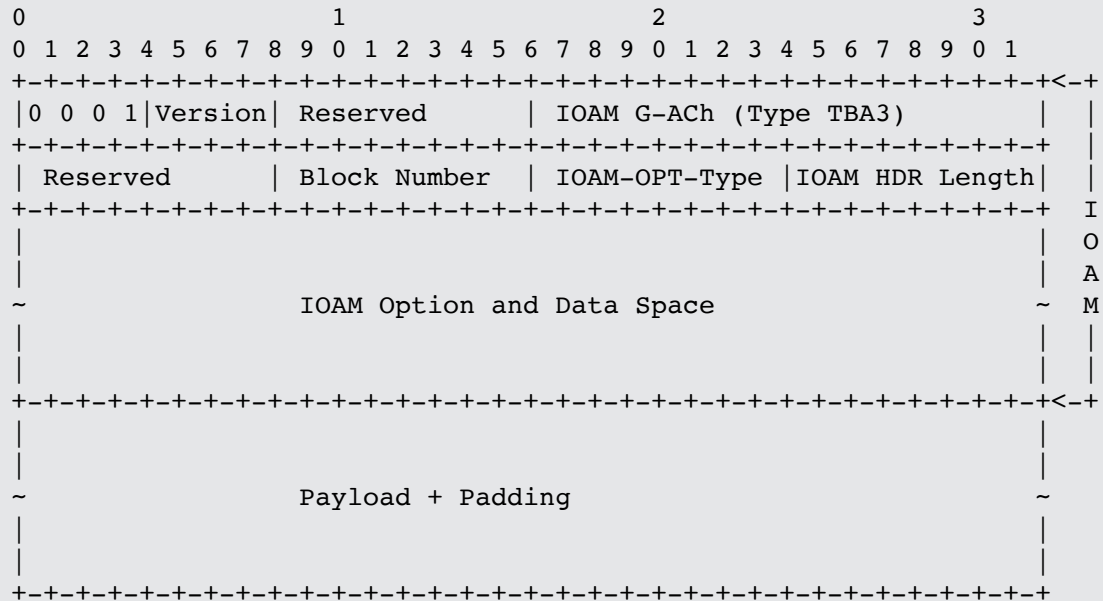 0                   1                   2                   3
0 1 2 3 4 5 6 7 8 9 0 1 2 3 4 5 6 7 8 9 0 1 2 3 4 5 6 7 8 9 0 1
+-+-+-+-+-+-+-+-+-+-+-+-+-+-+-+-+-+-+-+-+-+-+-+-+-+-+-+-+-+-+-+-+<-+
|0 0 0 1|Version| Reserved      | IOAM G-ACh (Type TBA3)        |  |
+-+-+-+-+-+-+-+-+-+-+-+-+-+-+-+-+-+-+-+-+-+-+-+-+-+-+-+-+-+-+-+-+  |
| Reserved      | Block Number  | IOAM-OPT-Type |IOAM HDR Length|  |
+-+-+-+-+-+-+-+-+-+-+-+-+-+-+-+-+-+-+-+-+-+-+-+-+-+-+-+-+-+-+-+-+  I
|                                                               |  O
|                                                               |  A
~                 IOAM Option and Data Space                    ~  M
|                                                               |  |
|                                                               |  |
+-+-+-+-+-+-+-+-+-+-+-+-+-+-+-+-+-+-+-+-+-+-+-+-+-+-+-+-+-+-+-+-+<-+
|                                                               |
|                                                               |
~                 Payload + Padding                             ~
|                                                               |
|                                                               |
+-+-+-+-+-+-+-+-+-+-+-+-+-+-+-+-+-+-+-+-+-+-+-+-+-+-+-+-+-+-+-+-+